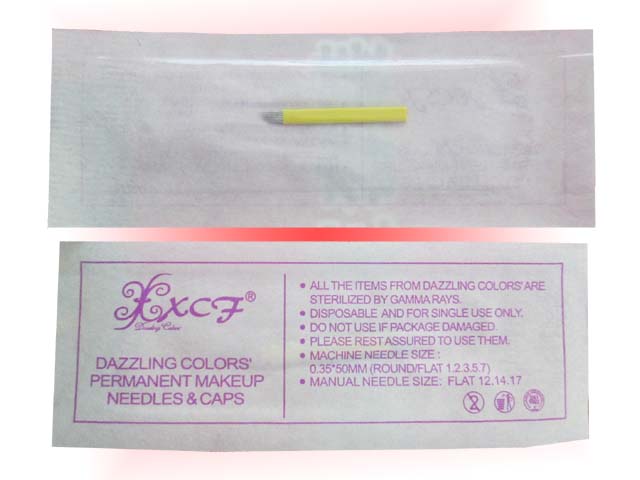 XCF®
Dazzling Colors'
DAZZLING COLORS'
PERMANENT MAKEUP
NEEDLES & CAPS
• ALL THE ITEMS FROM DAZZLING COLORS' ARE
STERILIZED BY GAMMA RAYS.
• DISPOSABLE AND FOR SINGLE USE ONLY.
• DO NOT USE IF PACKAGE DAMAGED.
• PLEASE REST ASSURED TO USE THEM.
• MACHINE NEEDLE SIZE :
0.35*50MM (ROUND/FLAT 1.2.3.5.7)
• MANUAL NEEDLE SIZE: FLAT 12.14.17